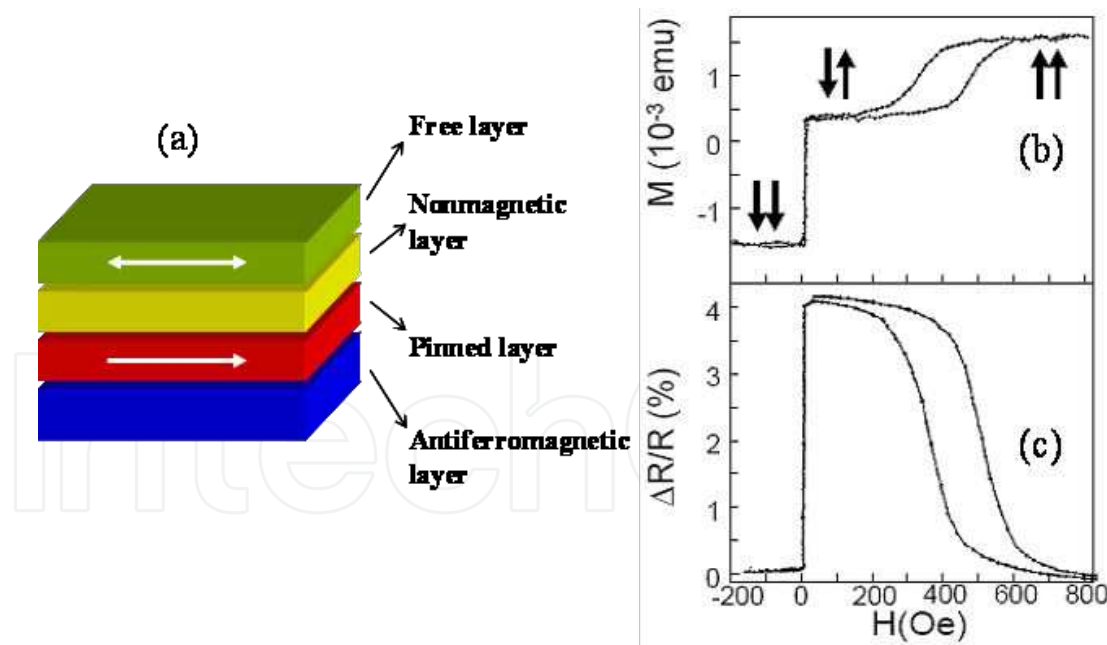 (a)
Free layer
Nonmagnetic
layer
Pinned layer
Antiferromagnetic
layer
M (10⁻³ emu)
1
0
-1
(b)
ΔR/R (%)
4
3
2
1
0
(c)
-200 0 200 400 600 800
H(Oe)